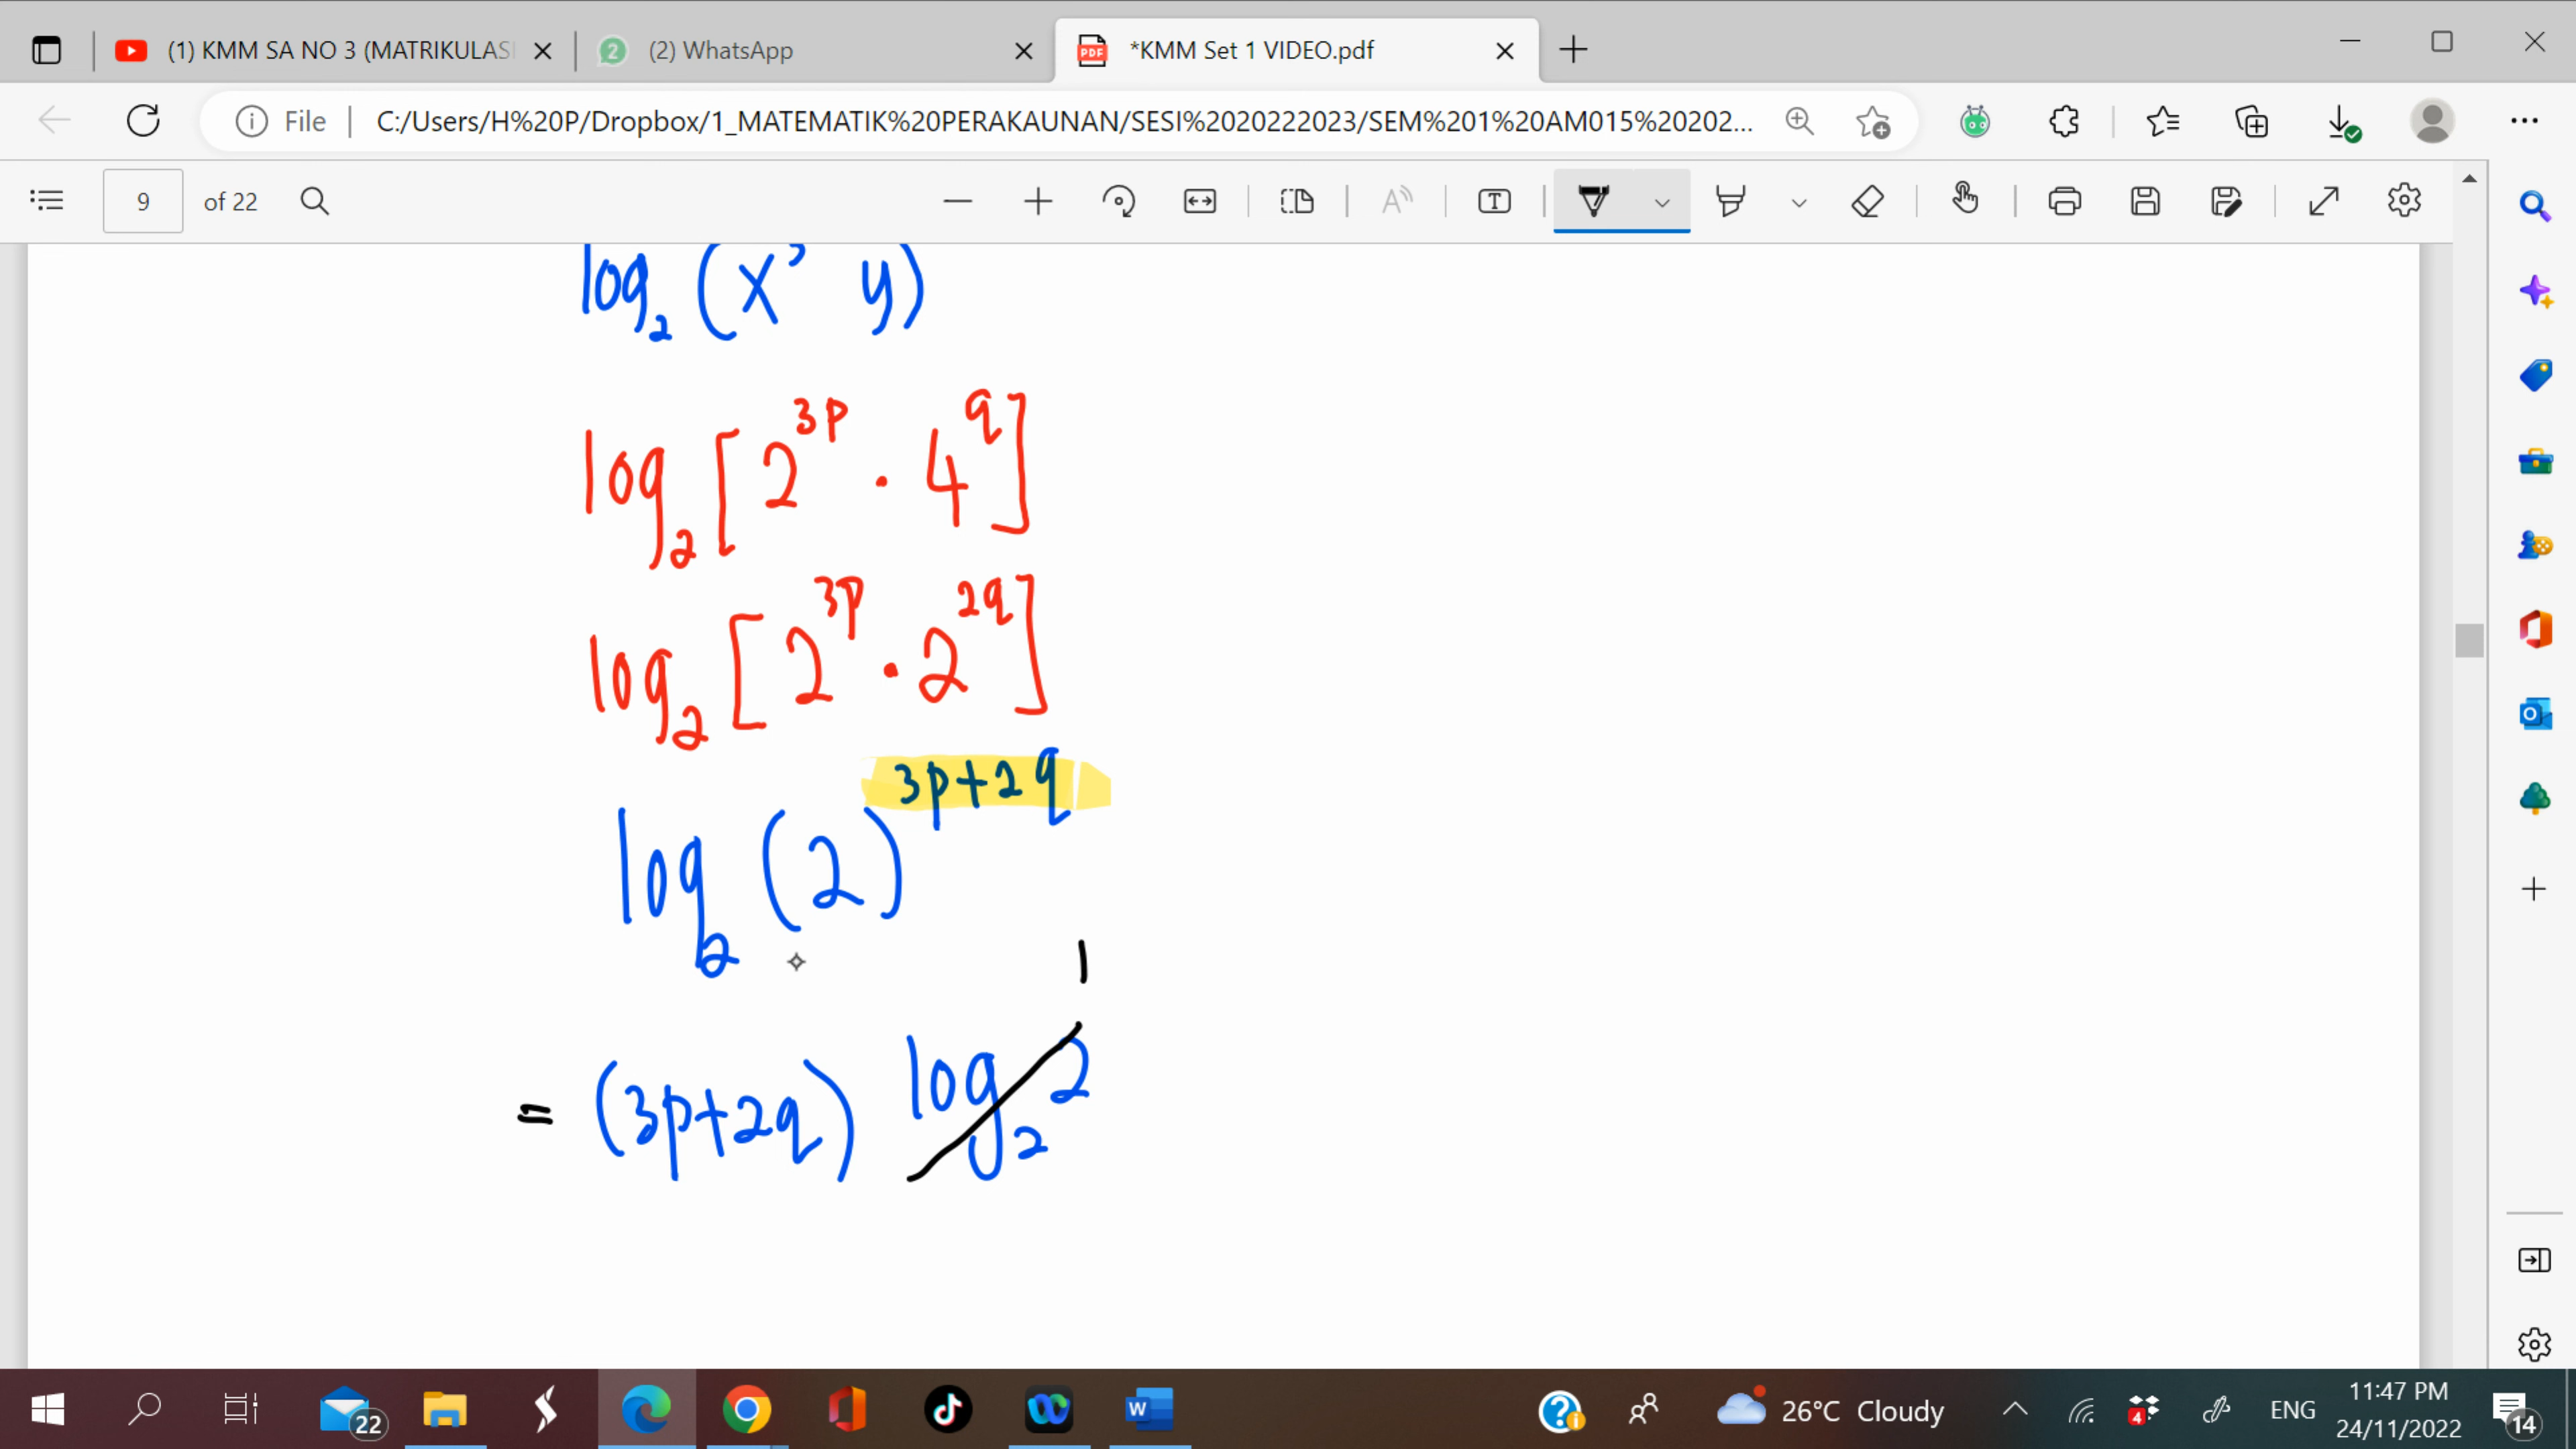 (1) KMM SA NO 3 (MATRIKULASI
2 (2) WhatsApp
PDF *KMM Set 1 VIDEO.pdf
File | C:/Users/H%20P/Dropbox/1_MATEMATIK%20PERAKAUNAN/SESI%2020222023/SEM%201%20AM015%20202...
9 of 22
log₂ (x³ y)
log₂ [2^{3p} · 4^{q}]
log₂ [2^{3p} · 2^{2q}]
log₂ (2)^{3p+2q}
1
= (3p+2q) log₂ 2
22
W
4
26°C Cloudy
ENG
11:47 PM
24/11/2022
14